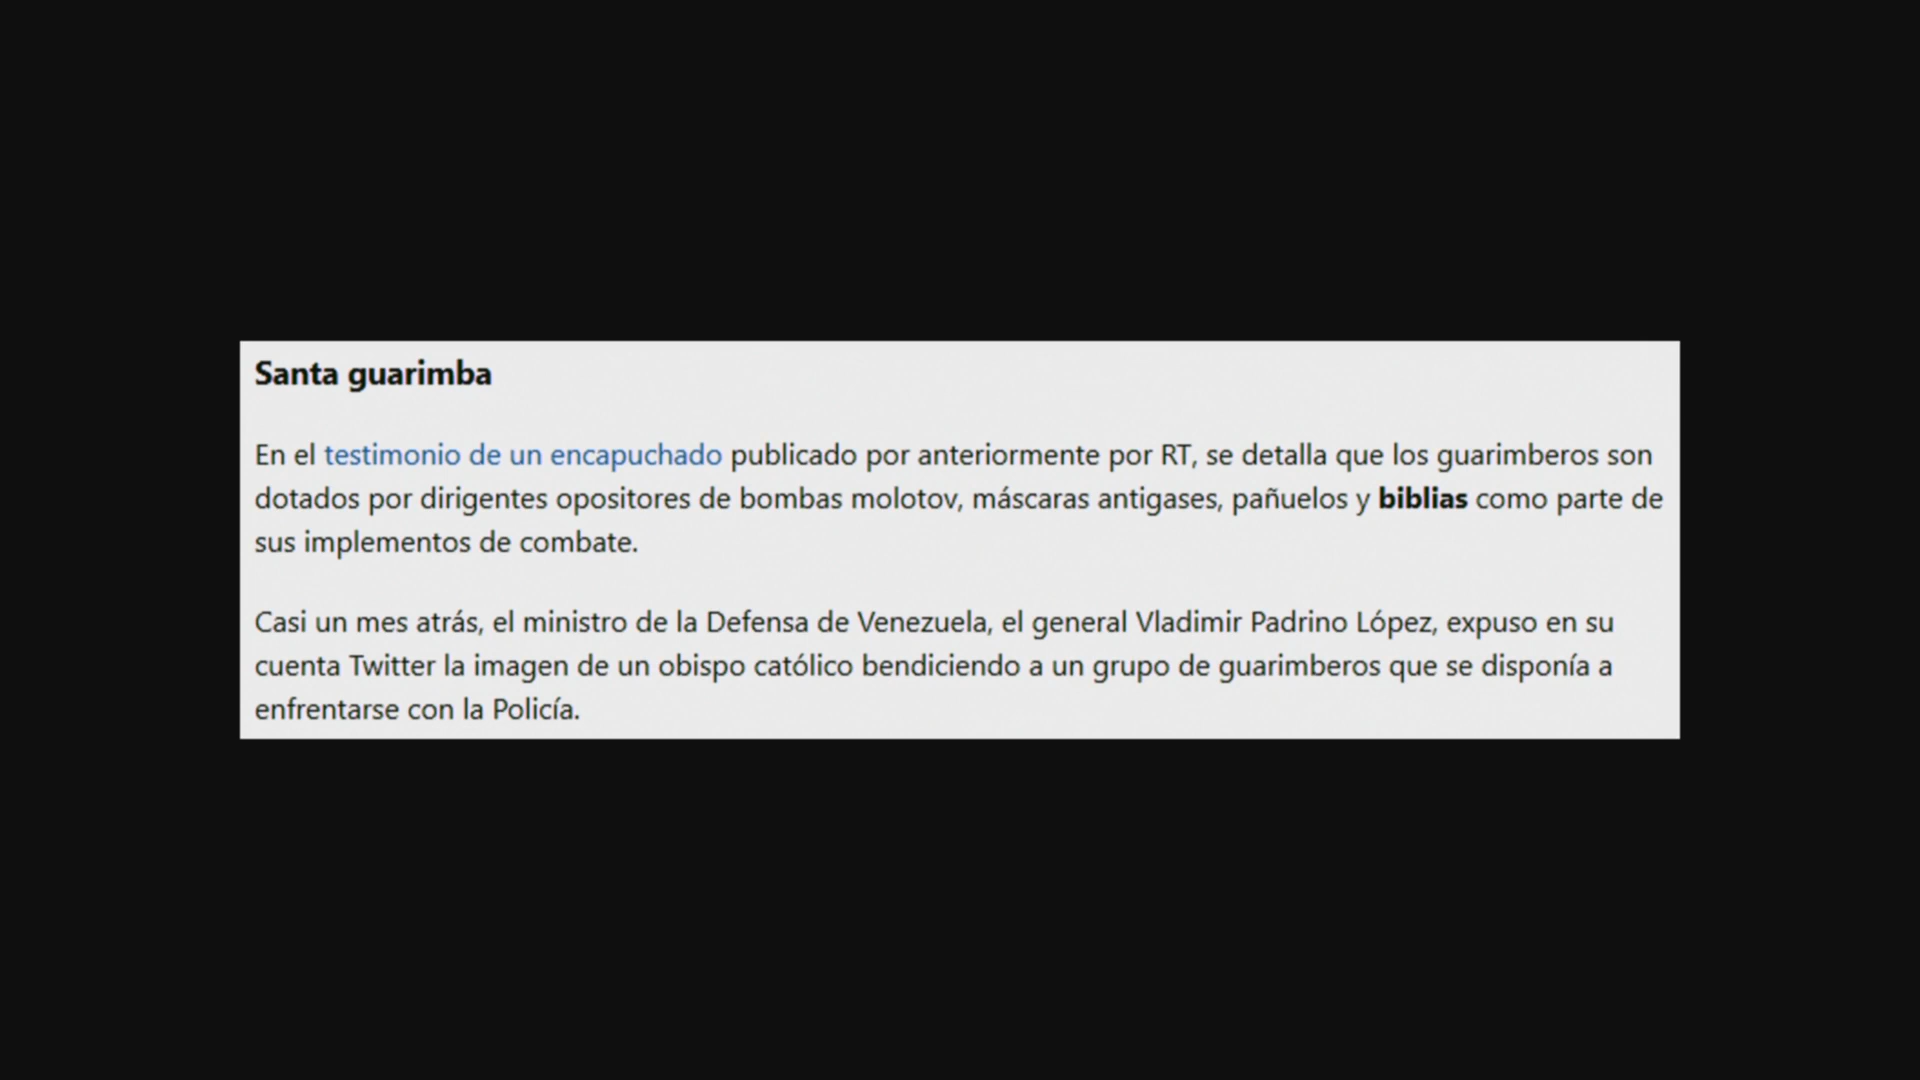 Santa guarimba
En el testimonio de un encapuchado publicado por anteriormente por RT, se detalla que los guarimberos son
dotados por dirigentes opositores de bombas molotov, máscaras antigases, pañuelos y biblias como parte de
sus implementos de combate.
Casi un mes atrás, el ministro de la Defensa de Venezuela, el general Vladimir Padrino López, expuso en su
cuenta Twitter la imagen de un obispo católico bendiciendo a un grupo de guarimberos que se disponía a
enfrentarse con la Policía.